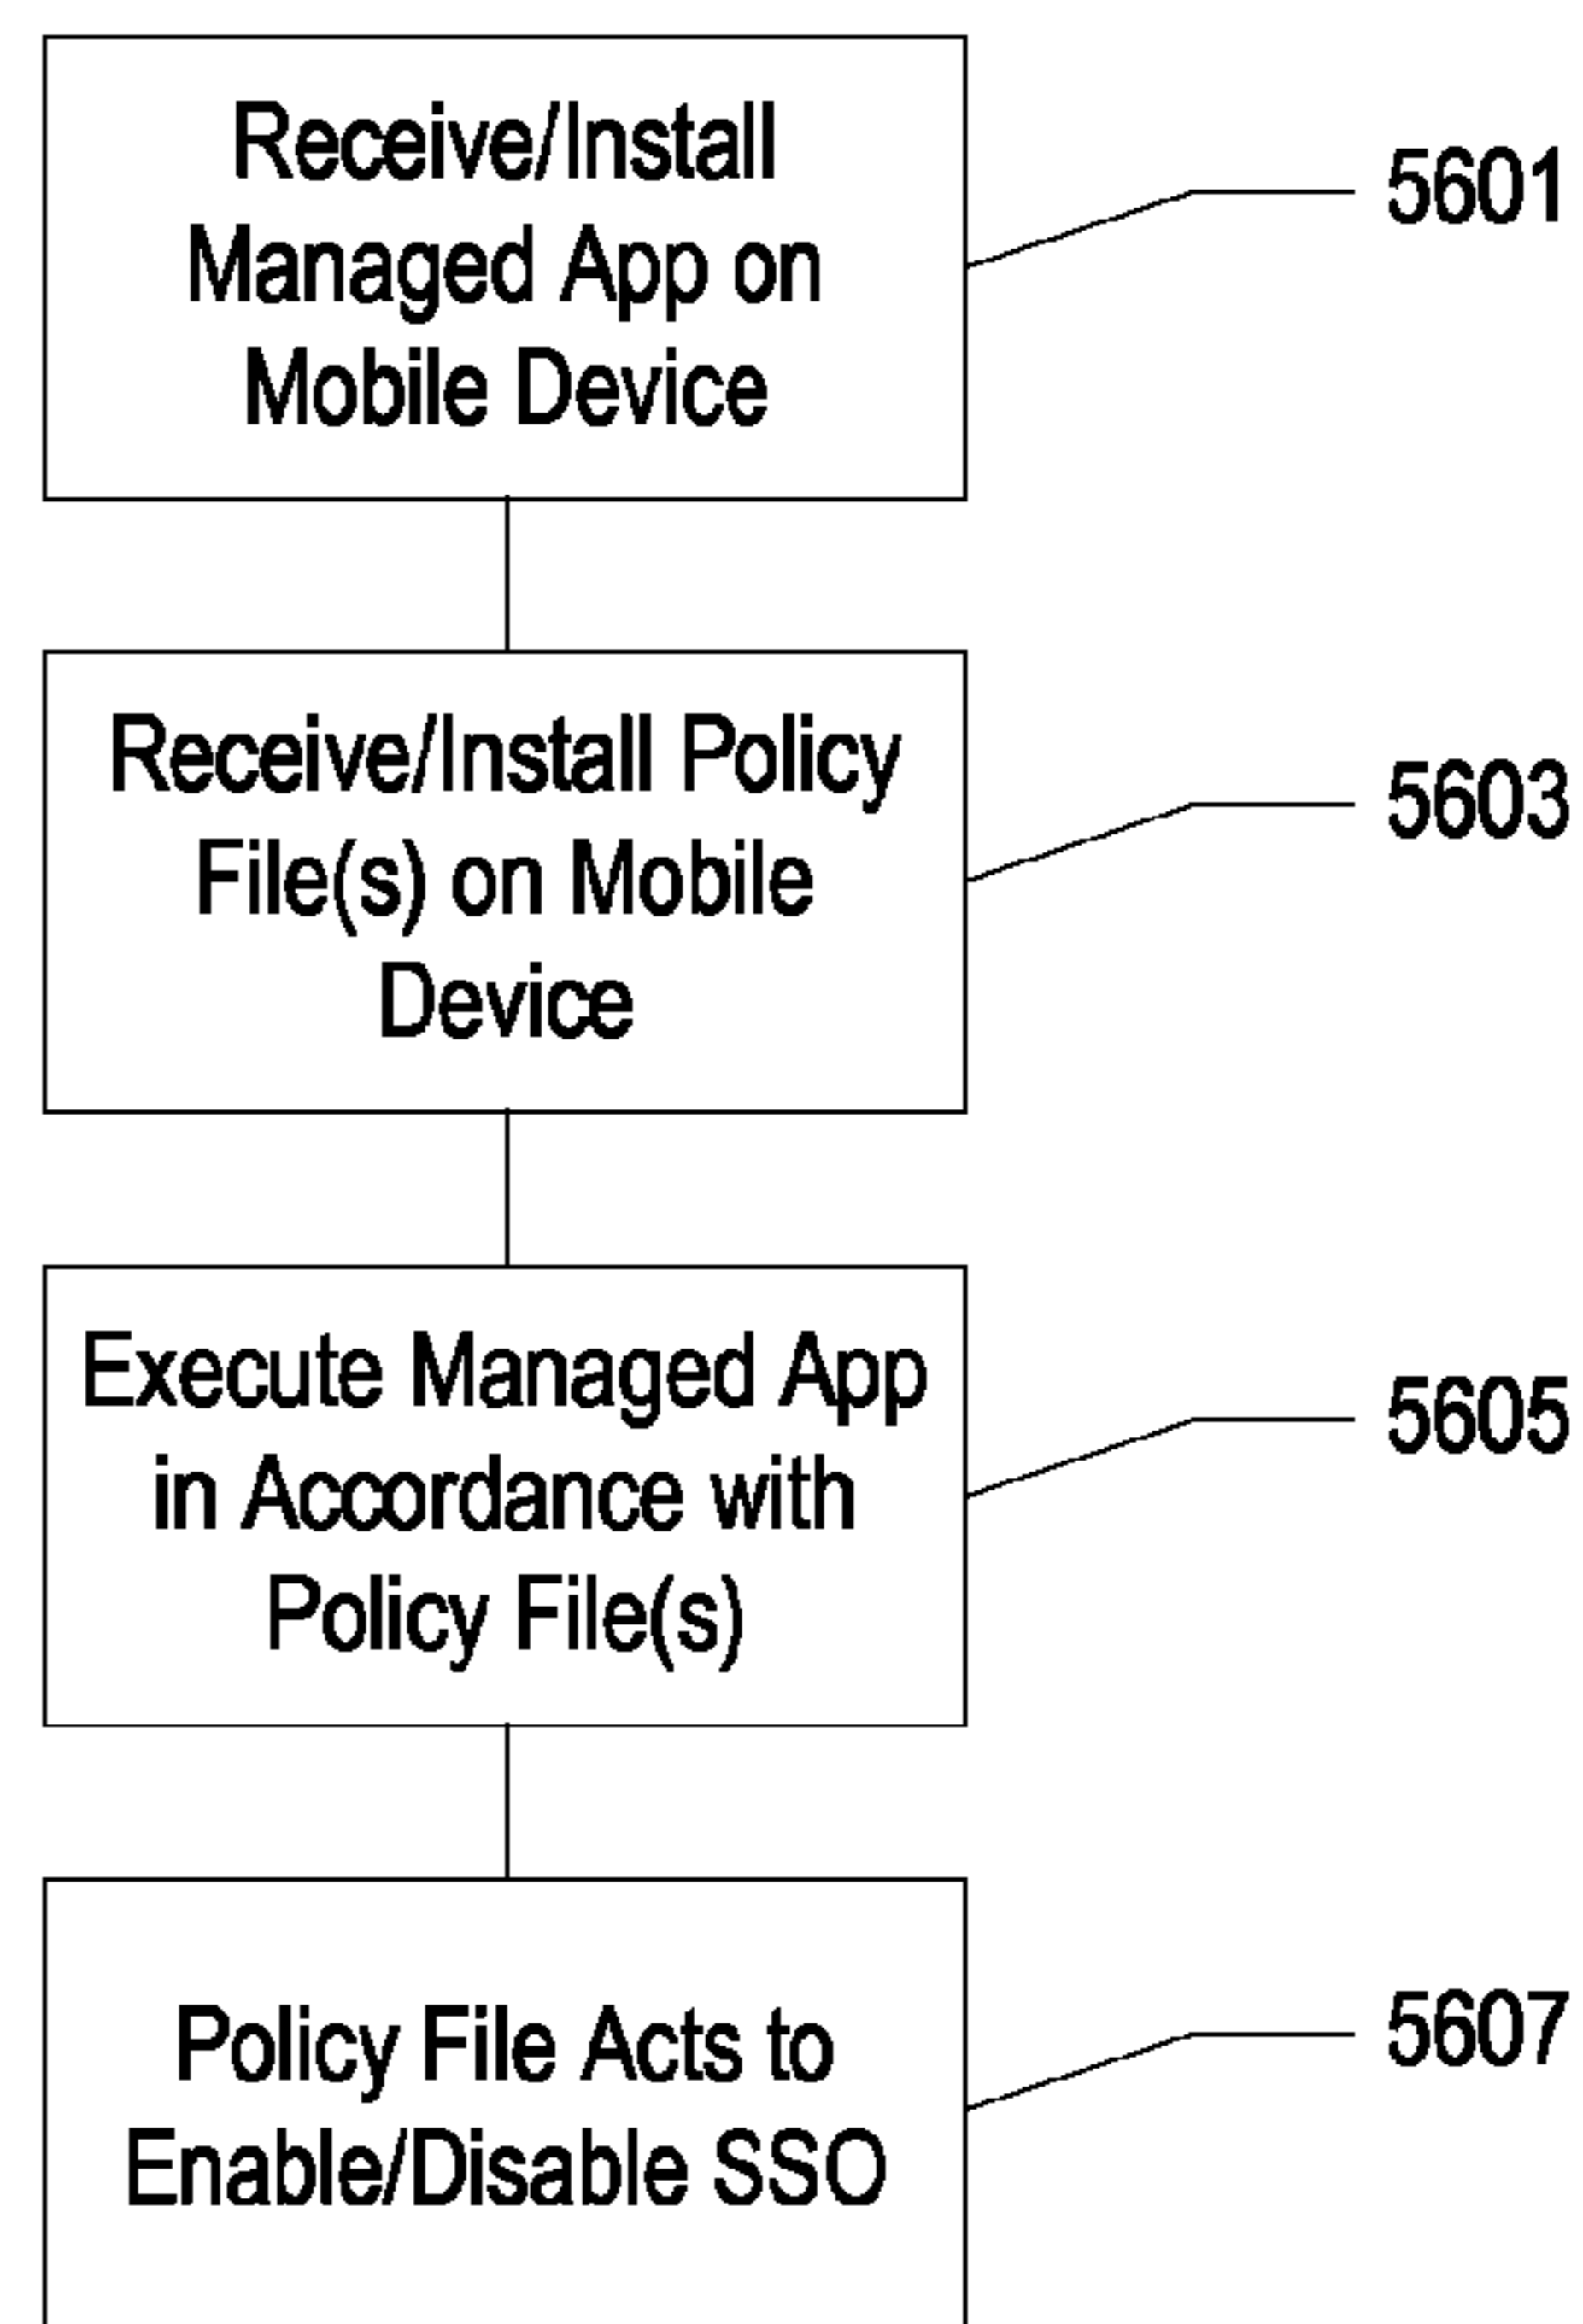 Receive/Install
Managed App on
Mobile Device
5601
Receive/Install Policy
File(s) on Mobile
Device
5603
Execute Managed App
in Accordance with
Policy File(s)
5605
Policy File Acts to
Enable/Disable SSO
5607